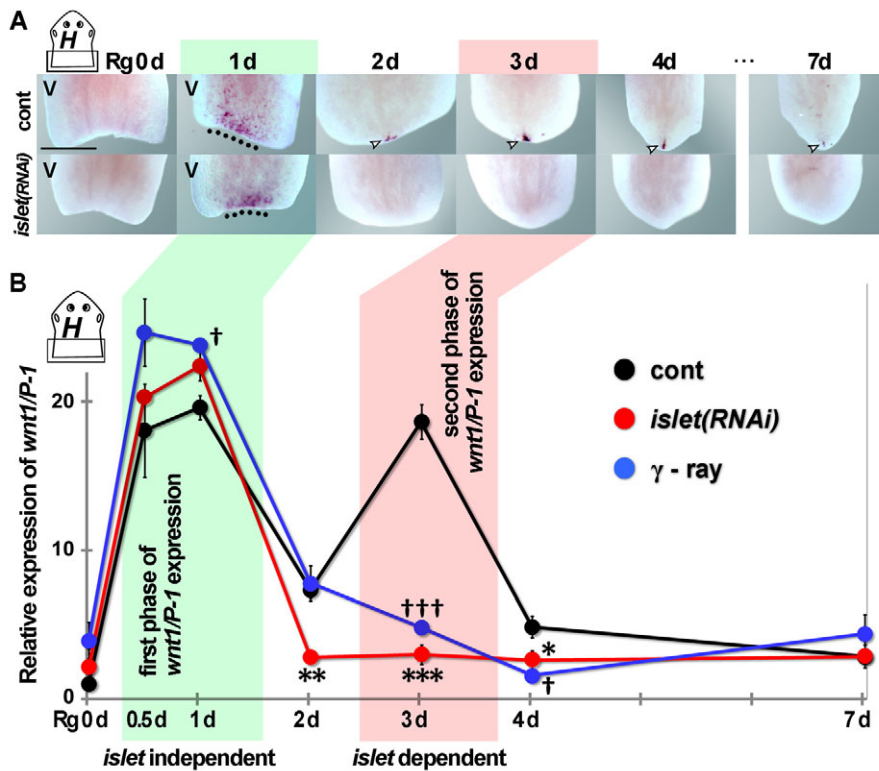 A
H
Rg 0 d 1 d 2 d 3 d 4 d ... 7 d
cont
V V
islet(RNAi)
V V
B
H
Relative expression of wnt1/P-1
20
10
0
first phase of
wnt1/P-1 expression
second phase of
wnt1/P-1 expression
†
†††
**
***
*
†
cont
islet(RNAi)
γ - ray
Rg 0 d 0.5 d 1 d 2 d 3 d 4 d 7 d
islet independent
islet dependent